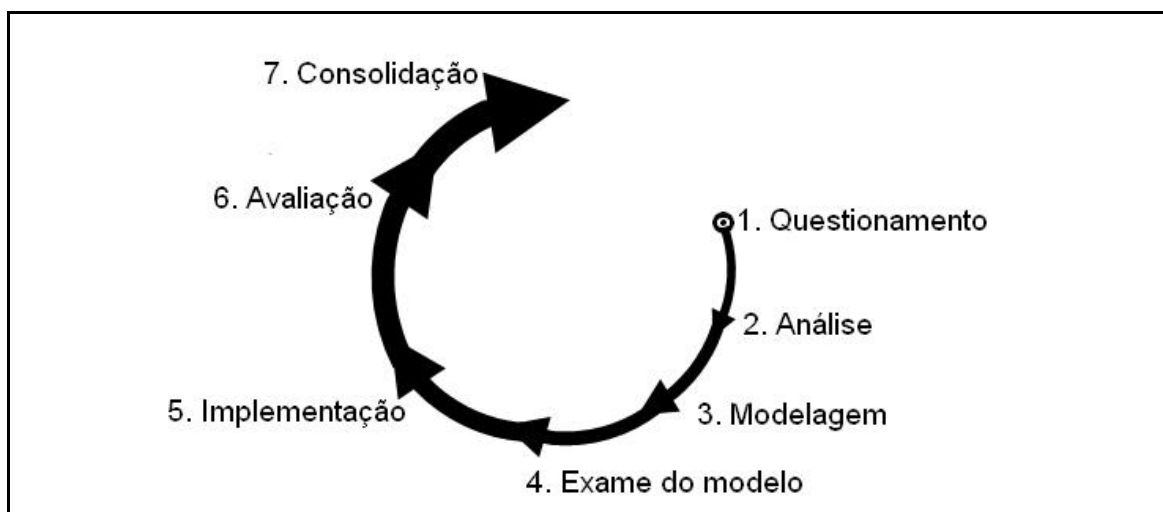 1. Questionamento
2. Análise
3. Modelagem
4. Exame do modelo
5. Implementação
6. Avaliação
7. Consolidação